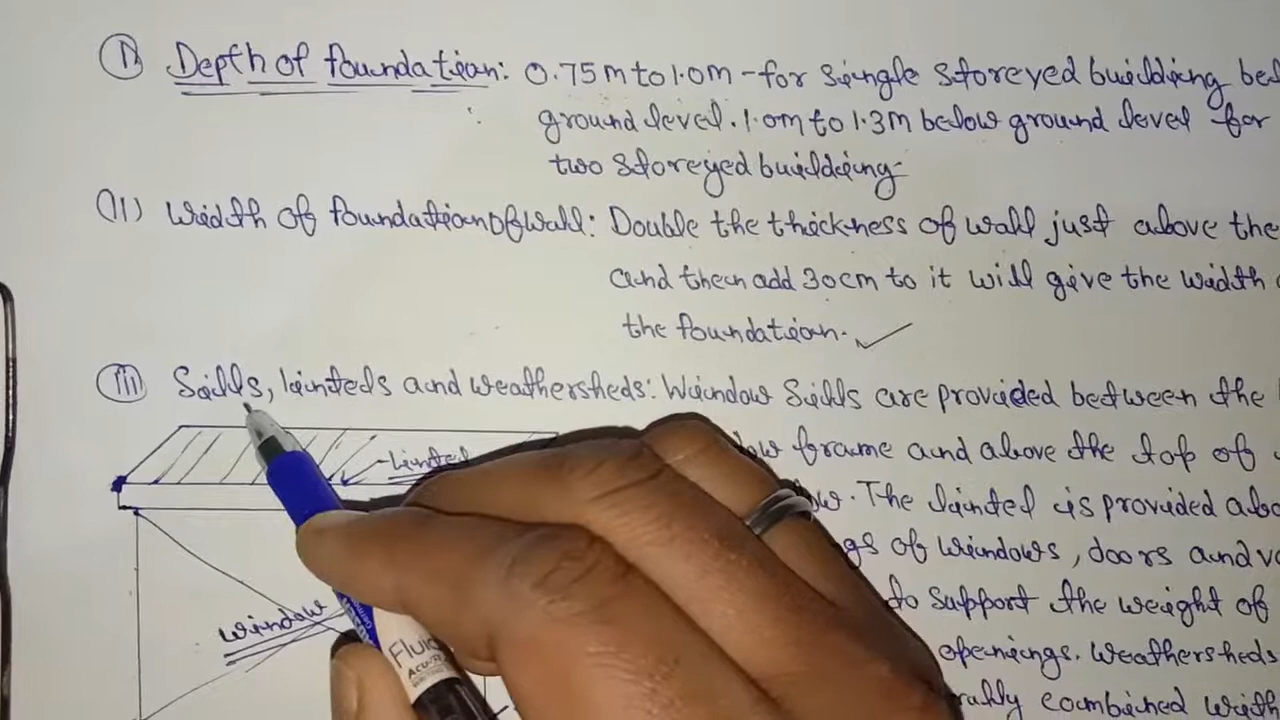 (I) Depth of foundation: 0.75m to 1.0m - for single storeyed building
ground level. 1.0m to 1.3m below ground level for
two storeyed building
(II) Width of foundation of wall: Double the thickness of wall just above the
and then add 30cm to it will give the width
the foundation.
(III) Sills, lintels and weathersheds: Window Sills are provided between the
Lintel
frame and above the top of
The lintel is provided
of windows, doors and
to support the weight of
window
openings. Weathersheds
combined with
Fluid